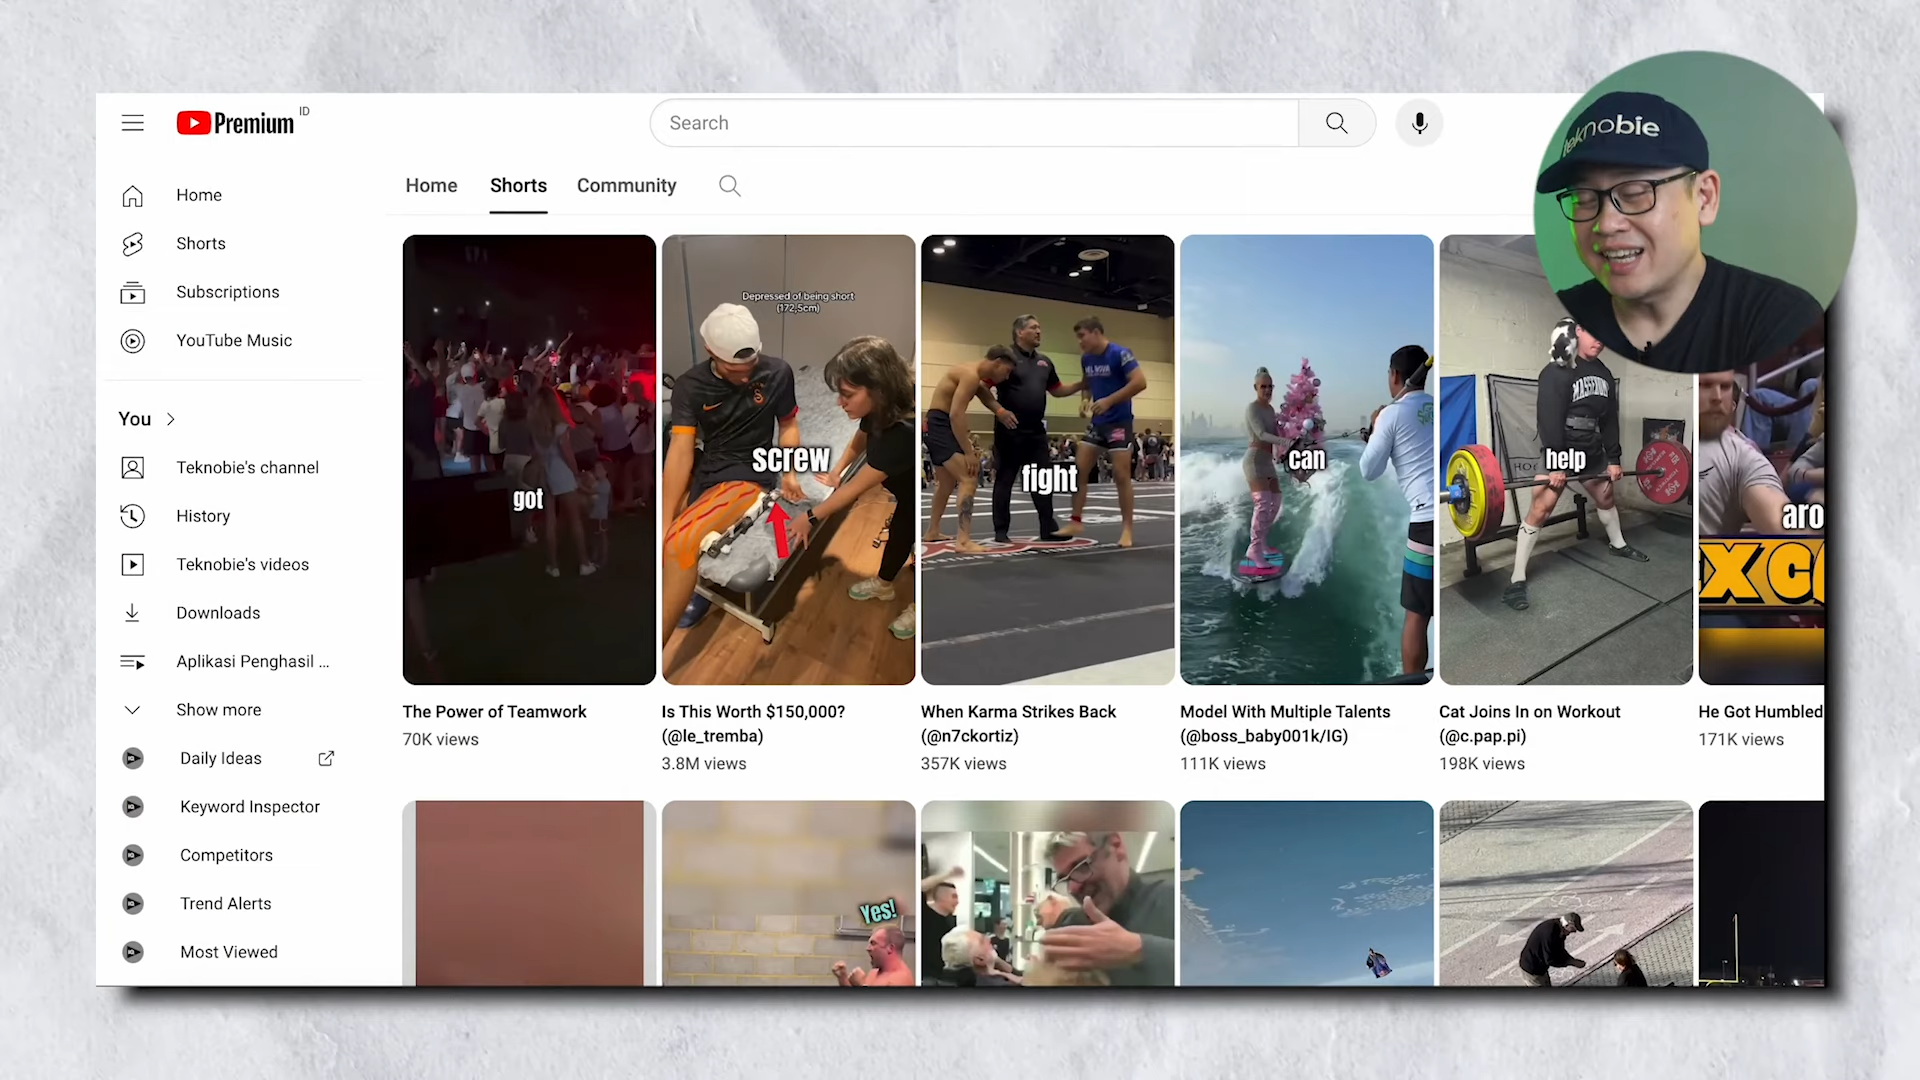 Premium ID
Search
teknobie
Home
Shorts
Community
Home
Shorts
Subscriptions
YouTube Music
You
Teknobie's channel
History
Teknobie's videos
Downloads
Aplikasi Penghasil ...
Show more
Daily Ideas
Keyword Inspector
Competitors
Trend Alerts
Most Viewed
got
Depressed of being short
(172,5cm)
screw
fight
can
help
aro
X C
The Power of Teamwork
70K views
Is This Worth $150,000?
(@le_tremba)
3.8M views
When Karma Strikes Back
(@n7ckortiz)
357K views
Model With Multiple Talents
(@boss_baby001k/IG)
111K views
Cat Joins In on Workout
(@c.pap.pi)
198K views
He Got Humbled
171K views
Yes!